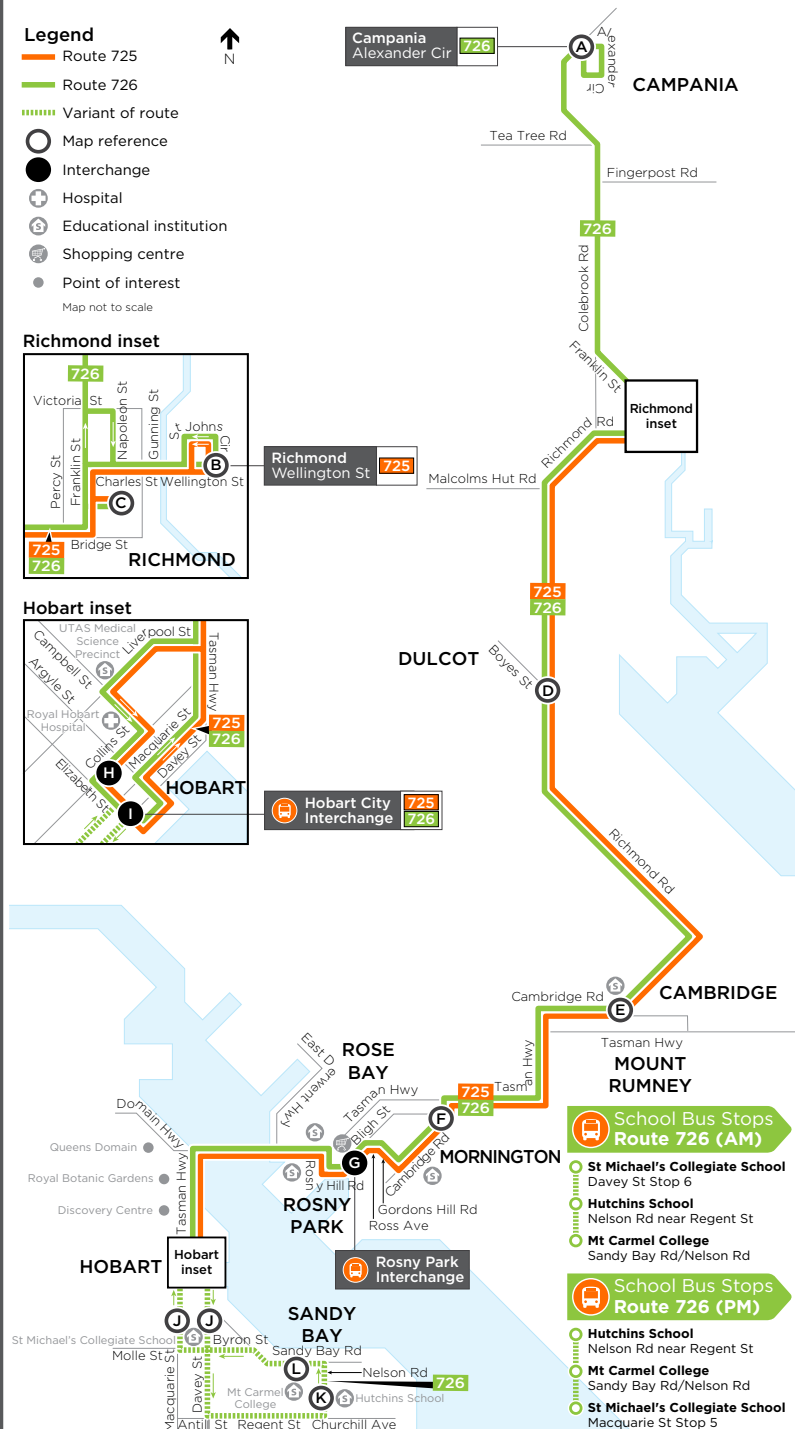 Legend
N
Route 725
Route 726
Variant of route
Map reference
Interchange
Hospital
Educational institution
Shopping centre
Point of interest
Map not to scale
Campania
Alexander Cir
726
A
Alexander
Cir
CAMPANIA
Tea Tree Rd
Fingerpost Rd
726
Colebrook Rd
Franklin St
Richmond
inset
Richmond Rd
Malcolms Hut Rd
Richmond inset
726
Victoria St
Napoleon St
Gunning St
St Johns
Cir
Percy St
Franklin St
B
Charles St
Wellington St
C
Bridge St
725
726
RICHMOND
Richmond
Wellington St
725
725
726
DULCOT
Boyes St
D
Hobart inset
UTAS Medical
Science
Precinct
Liverpool St
Campbell St
Argyle St
Tasman Hwy
Royal Hobart
Hospital
Collins St
Macquarie St
Davey St
725
726
H
Elizabeth St
HOBART
I
Hobart City
Interchange
725
726
Richmond Rd
CAMBRIDGE
Cambridge Rd
E
Tasman Hwy
MOUNT
RUMNEY
Tasman Hwy
725
726
ROSE
BAY
East Derwent Hwy
Tasman Hwy
Bligh St
F
MORNINGTON
Cambridge Rd
Domain Hwy
Queens Domain
Royal Botanic Gardens
Discovery Centre
Tasman Hwy
G
Rosny Hill Rd
ROSNY
PARK
Gordons Hill Rd
Ross Ave
Rosny Park
Interchange
HOBART
Hobart
inset
J
J
SANDY
BAY
St Michael's Collegiate School
Byron St
Molle St
Sandy Bay Rd
L
Nelson Rd
726
Macquarie St
Davey St
Mt Carmel
College
K
Hutchins School
Antill St
Regent St
Churchill Ave
School Bus Stops
Route 726 (AM)
St Michael's Collegiate School
Davey St Stop 6
Hutchins School
Nelson Rd near Regent St
Mt Carmel College
Sandy Bay Rd/Nelson Rd
School Bus Stops
Route 726 (PM)
Hutchins School
Nelson Rd near Regent St
Mt Carmel College
Sandy Bay Rd/Nelson Rd
St Michael's Collegiate School
Macquarie St Stop 5